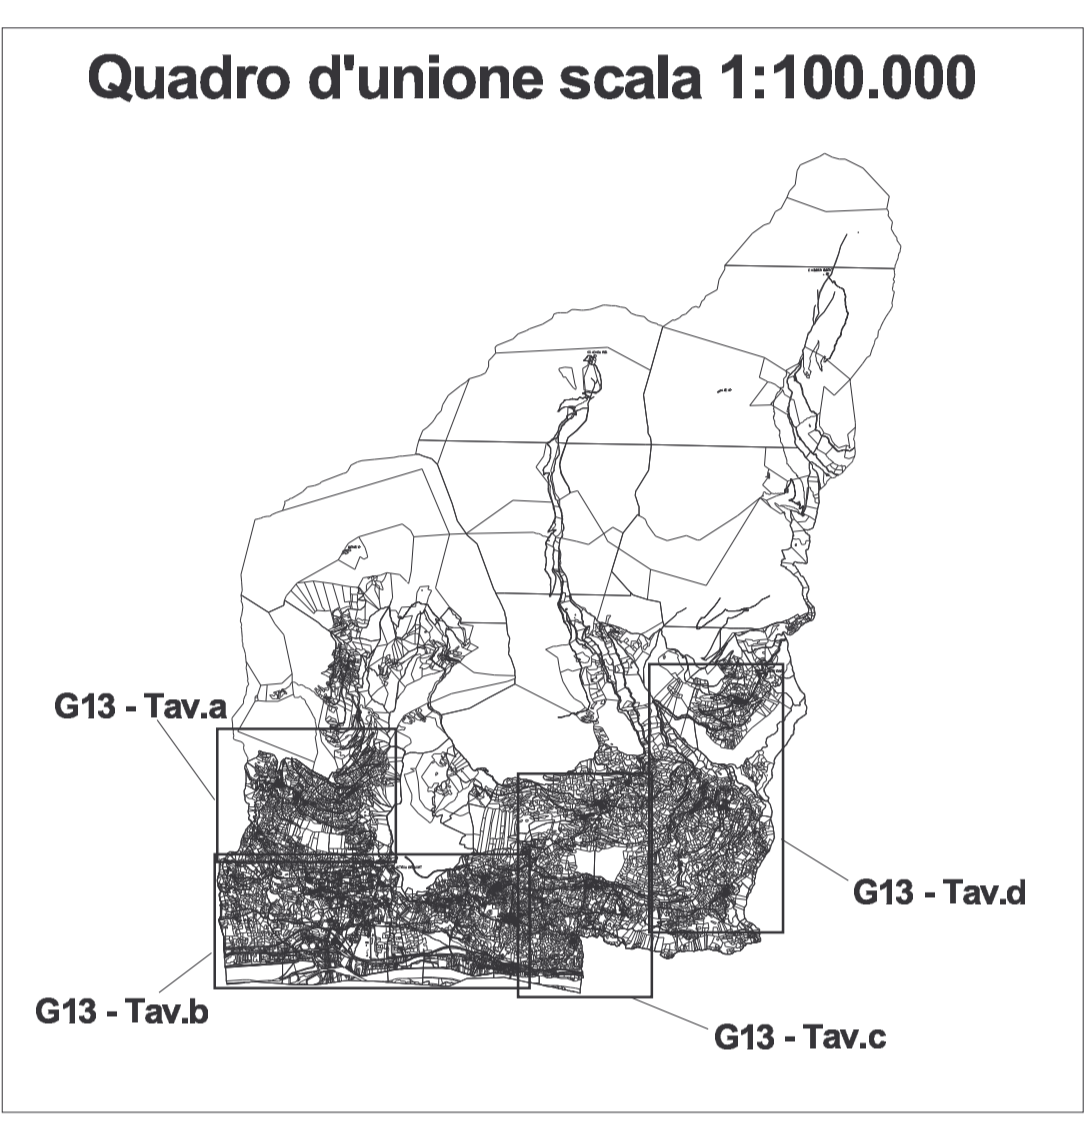 Quadro d'unione scala 1:100.000
G13 - Tav.a
G13 - Tav.d
G13 - Tav.b
G13 - Tav.c